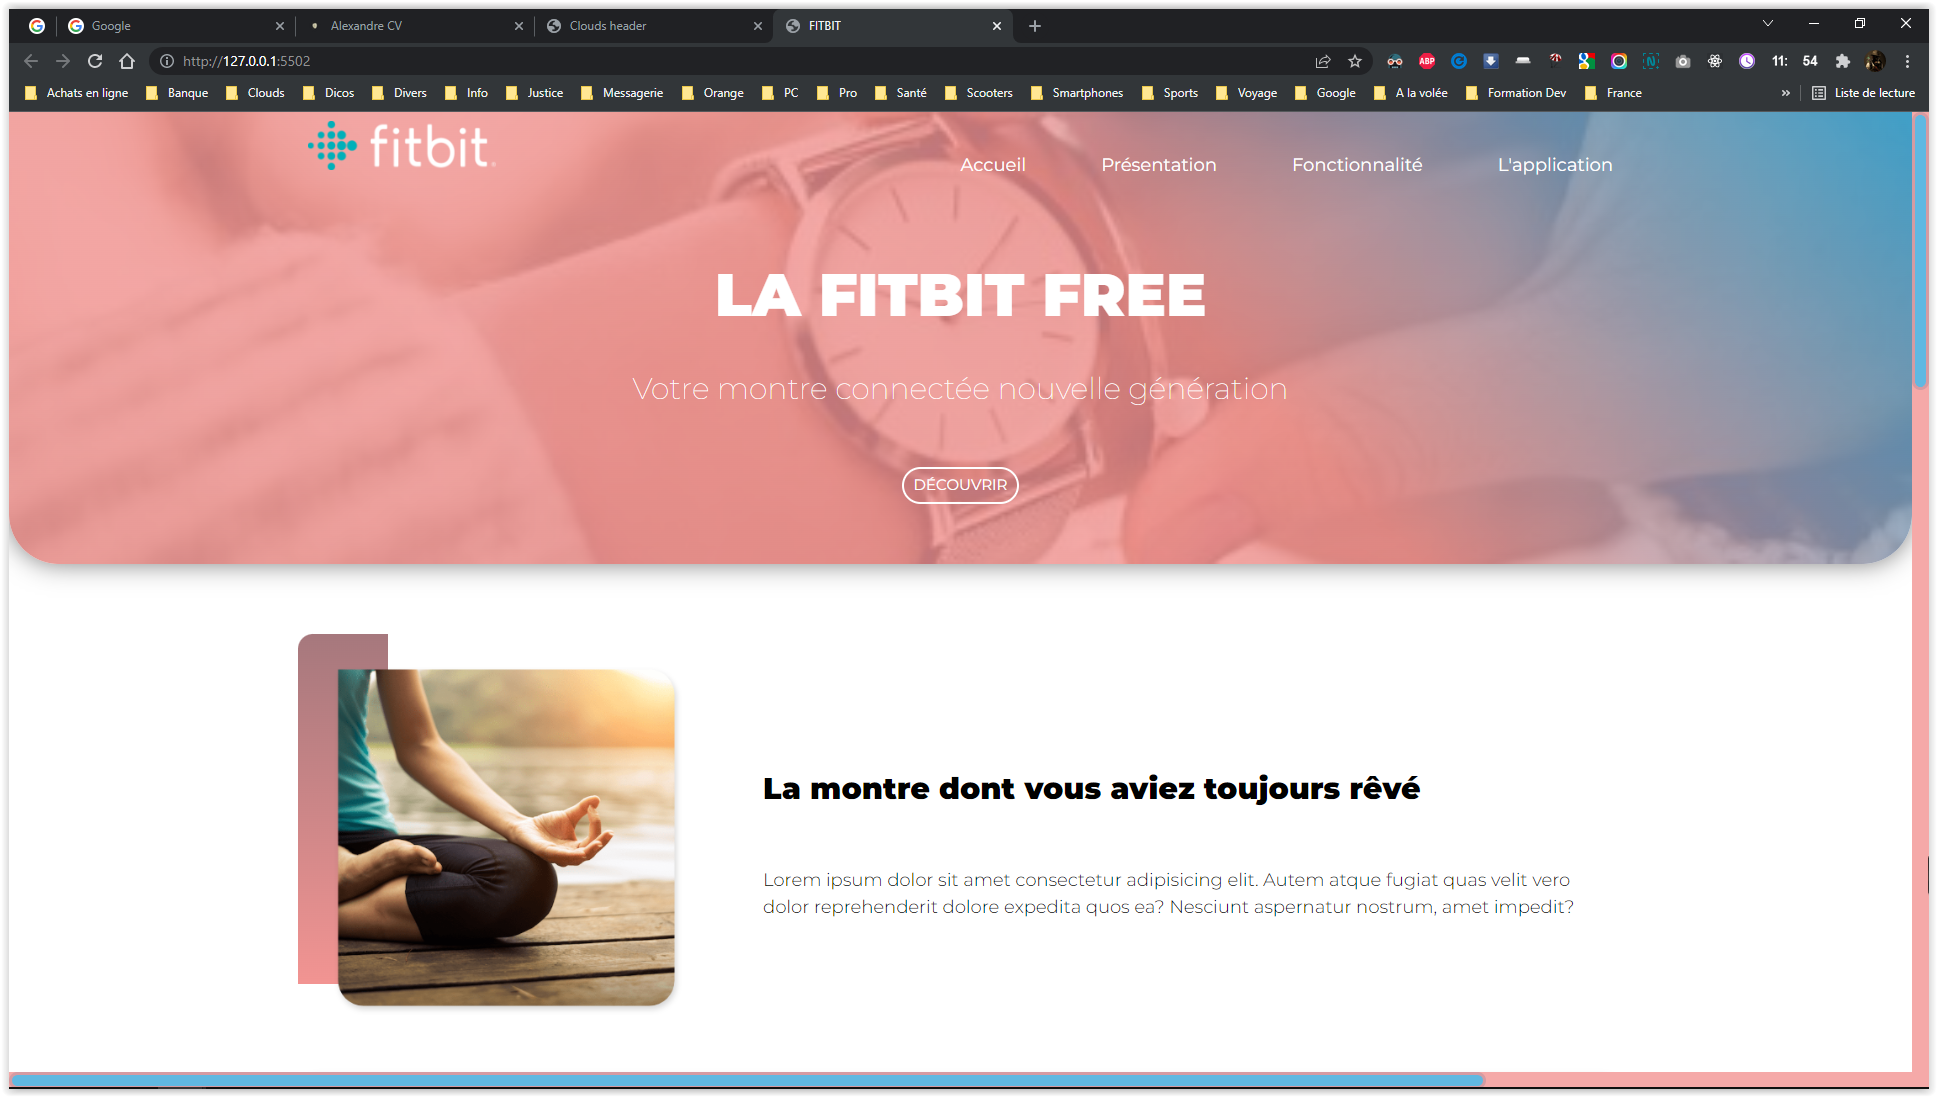 Google
Alexandre CV
Clouds header
FITBIT
http://127.0.0.1:5502
ABP
11:
54
Achats en ligne
Banque
Clouds
Dicos
Divers
Info
Justice
Messagerie
Orange
PC
Pro
Santé
Scooters
Smartphones
Sports
Voyage
Google
A la volée
Formation Dev
France
»
Liste de lecture
fitbit.
Accueil
Présentation
Fonctionnalité
L'application
LA FITBIT FREE
Votre montre connectée nouvelle génération
DÉCOUVRIR
La montre dont vous aviez toujours rêvé
Lorem ipsum dolor sit amet consectetur adipisicing elit. Autem atque fugiat quas velit vero
dolor reprehenderit dolore expedita quos ea? Nesciunt aspernatur nostrum, amet impedit?